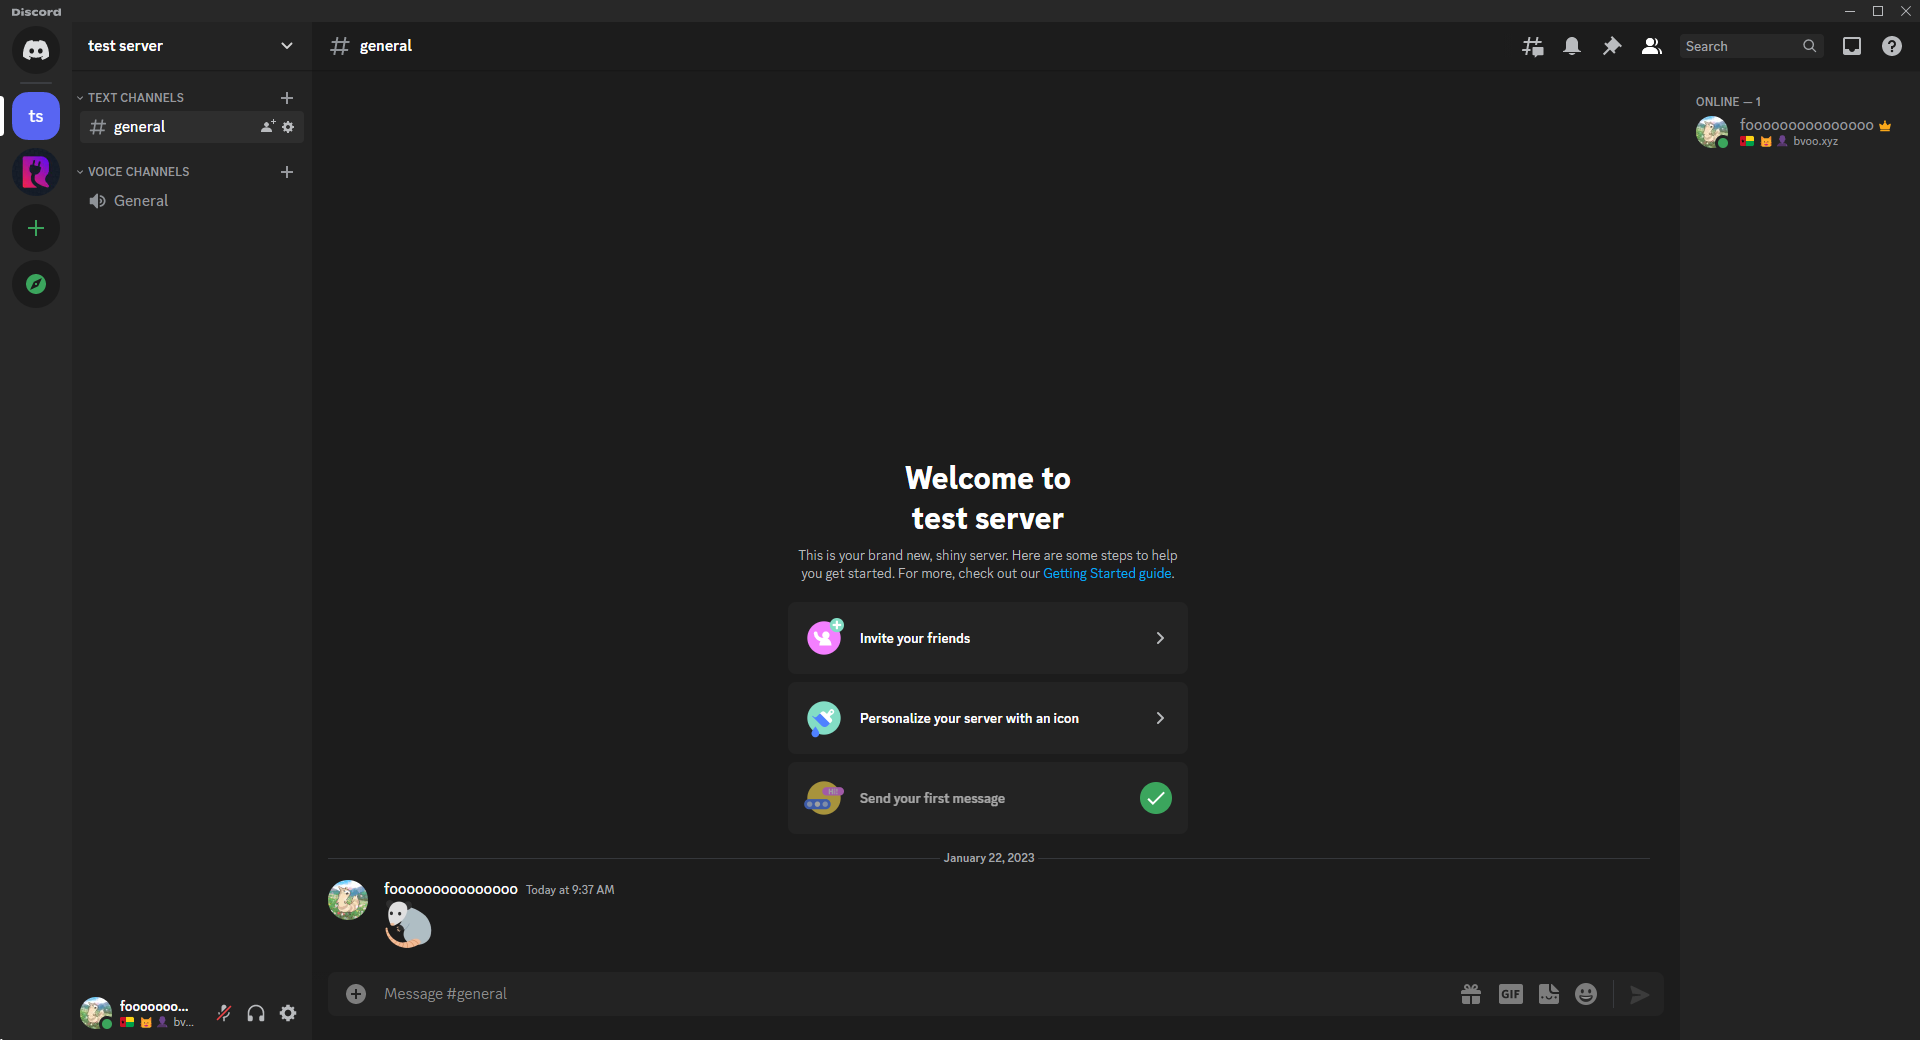 Discord
test server
general
Search
ts
TEXT CHANNELS
general
VOICE CHANNELS
General
ONLINE — 1
fooooooooooooooo
bvoo.xyz
Welcome to
test server
This is your brand new, shiny server. Here are some steps to help
you get started. For more, check out our Getting Started guide.
Invite your friends
Personalize your server with an icon
Hi!
Send your first message
January 22, 2023
fooooooooooooooo Today at 9:37 AM
Message #general
GIF
fooooooo...
bv...